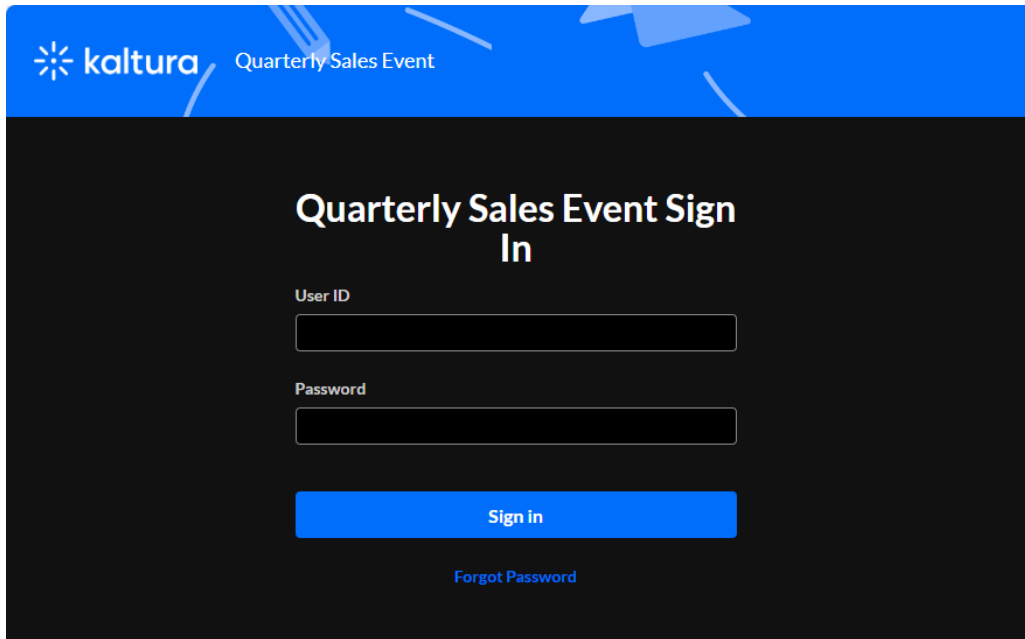 kaltura Quarterly Sales Event
Quarterly Sales Event Sign
In
User ID
Password
Sign in
Forgot Password